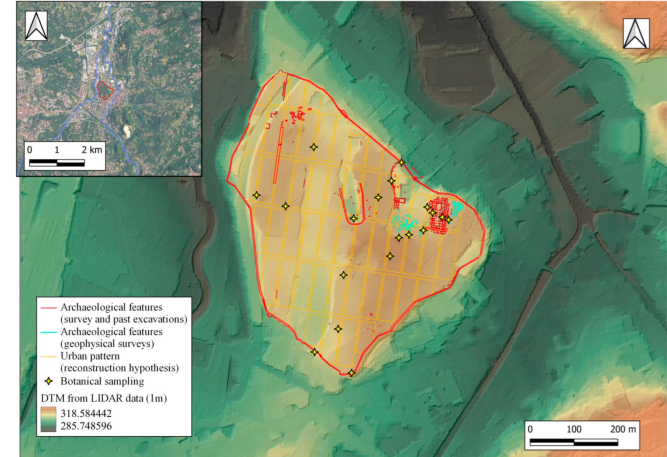 0 1 2 km
Archaeological features
(survey and past excavations)
Archaeological features
(geophysical surveys)
Urban pattern
(reconstruction hypothesis)
Botanical sampling
DTM from LIDAR data (1m)
318.584442
285.748596
0 100 200 m